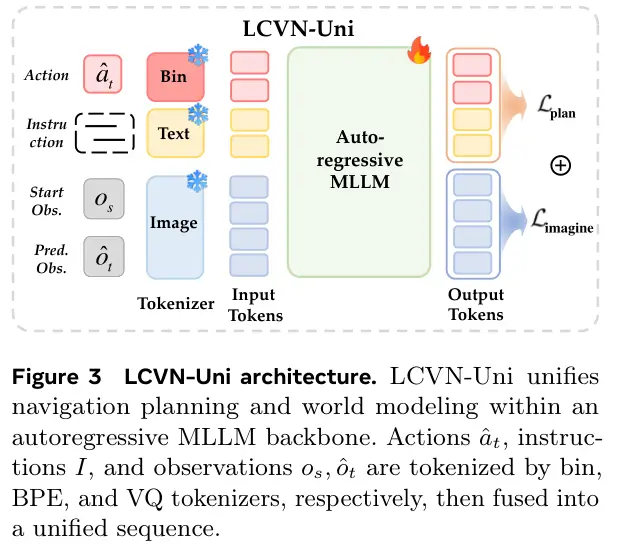 LCVN-Uni
Action
â_t
Bin
Instru
ction
Text
Start
Obs.
o_s
Image
Pred.
Obs.
ô_t
Tokenizer
Input
Tokens
Auto-
regressive
MLLM
Output
Tokens
ℒ_plan
⊕
ℒ_imagine
Figure 3 LCVN-Uni architecture. LCVN-Uni unifies
navigation planning and world modeling within an
autoregressive MLLM backbone. Actions â_t, instruc-
tions I, and observations o_s, ô_t are tokenized by bin,
BPE, and VQ tokenizers, respectively, then fused into
a unified sequence.